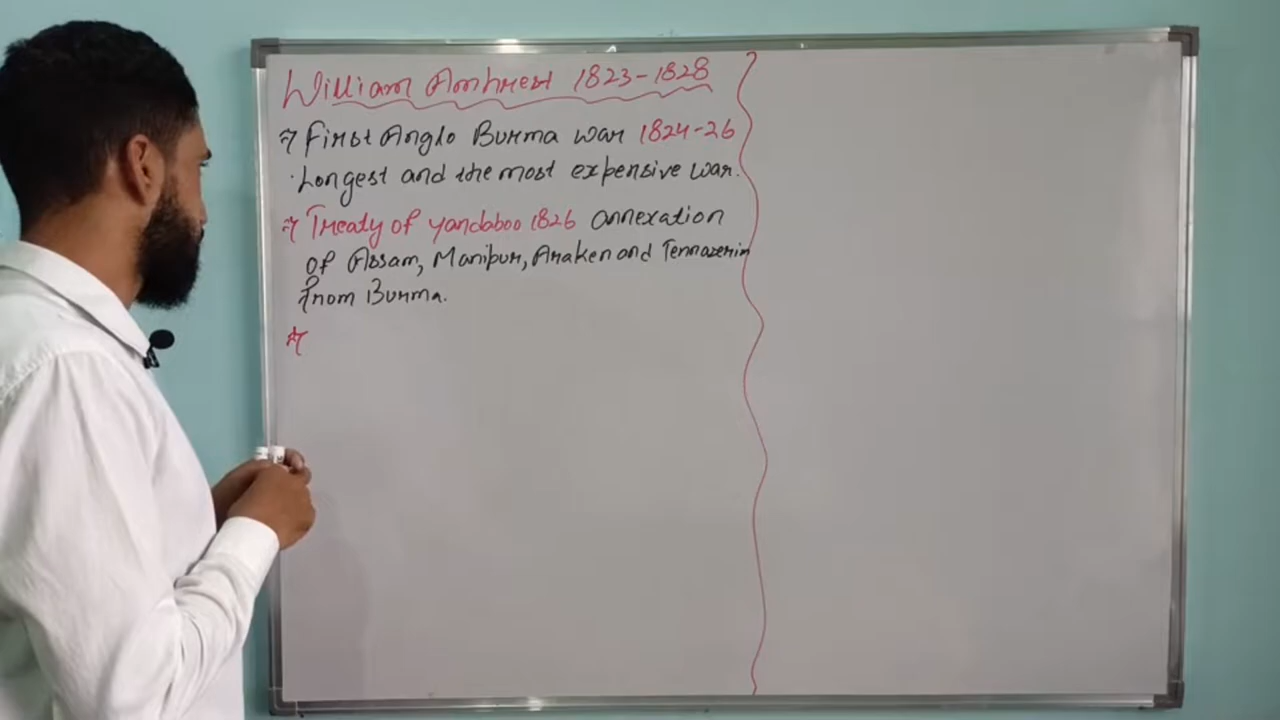 William Amhrest 1823-1828
First Anglo Burma war 1824-26
Longest and the most expensive war.
Treaty of yandaboo 1826 annexation
of Assam, Manipur, Araken and Tennazerim
from Burma.